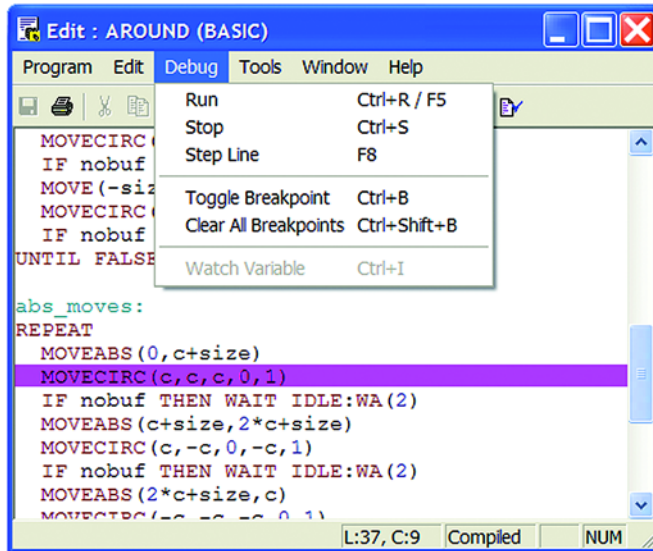 Edit : AROUND (BASIC)
Program Edit Debug Tools Window Help
Run Ctrl+R / F5
Stop Ctrl+S
Step Line F8
Toggle Breakpoint Ctrl+B
Clear All Breakpoints Ctrl+Shift+B
Watch Variable Ctrl+I
MOVECIRC(
IF nobuf
MOVE(-siz
MOVECIRC(
IF nobuf
UNTIL FALSE
abs_moves:
REPEAT
MOVEABS(0,c+size)
MOVECIRC(c,c,c,0,1)
IF nobuf THEN WAIT IDLE:WA(2)
MOVEABS(c+size,2*c+size)
MOVECIRC(c,-c,0,-c,1)
IF nobuf THEN WAIT IDLE:WA(2)
MOVEABS(2*c+size,c)
MOVECIRC(-c,-c,-c,0,1)
L:37, C:9 Compiled NUM